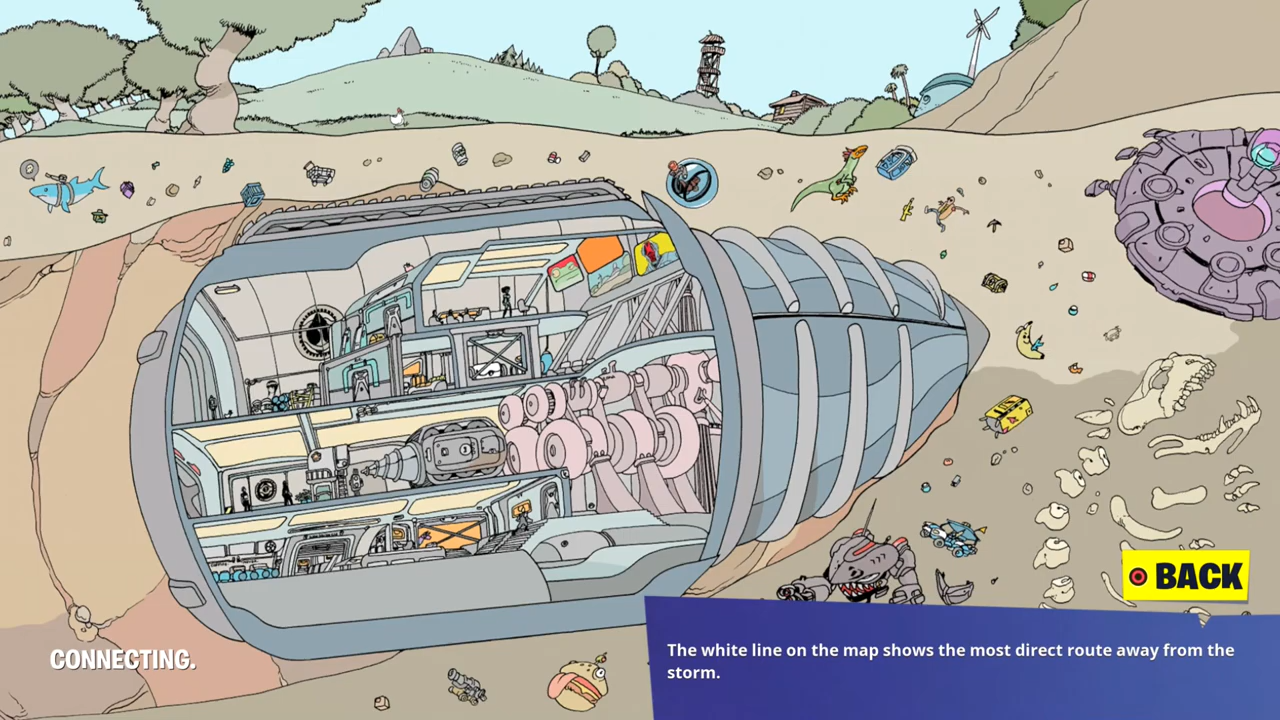 BACK
CONNECTING.
The white line on the map shows the most direct route away from the
storm.